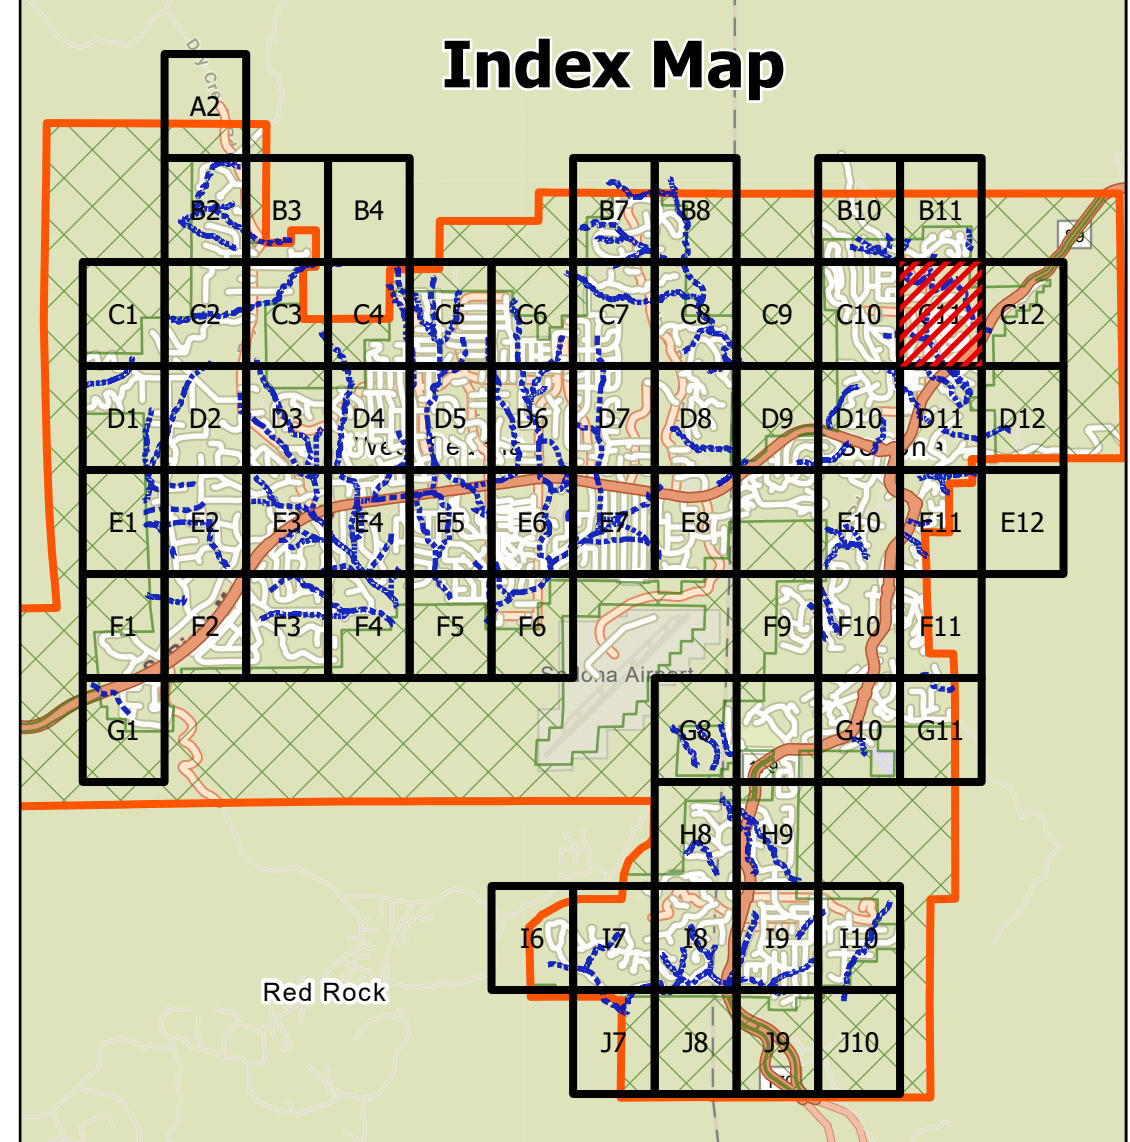 Index Map
A2
B2 B3 B4 B7 B8 B10 B11
C1 C2 C3 C4 C5 C6 C7 C8 C9 C10 C11 C12
D1 D2 D3 D4 D5 D6 D7 D8 D9 D10 D11 D12
E1 E2 E3 E4 E5 E6 E7 E8 E10 E11 E12
F1 F2 F3 F4 F5 F6 F9 F10 F11
Sedona Airport
G1 G8 G10 G11
H8 H9
I6 I7 I8 I9 I10
Red Rock
J7 J8 J9 J10